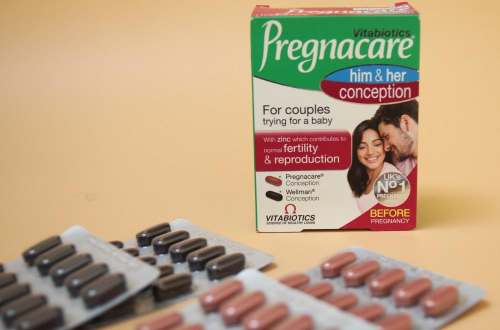 Vitabiotics
Pregnacare
him & her
conception
For couples
trying for a baby
With zinc which contributes to
normal fertility
& reproduction
Pregnacare®
Conception
Wellman®
Conception
VITABIOTICS
UK's
No1
BEFORE
PREGNANCY